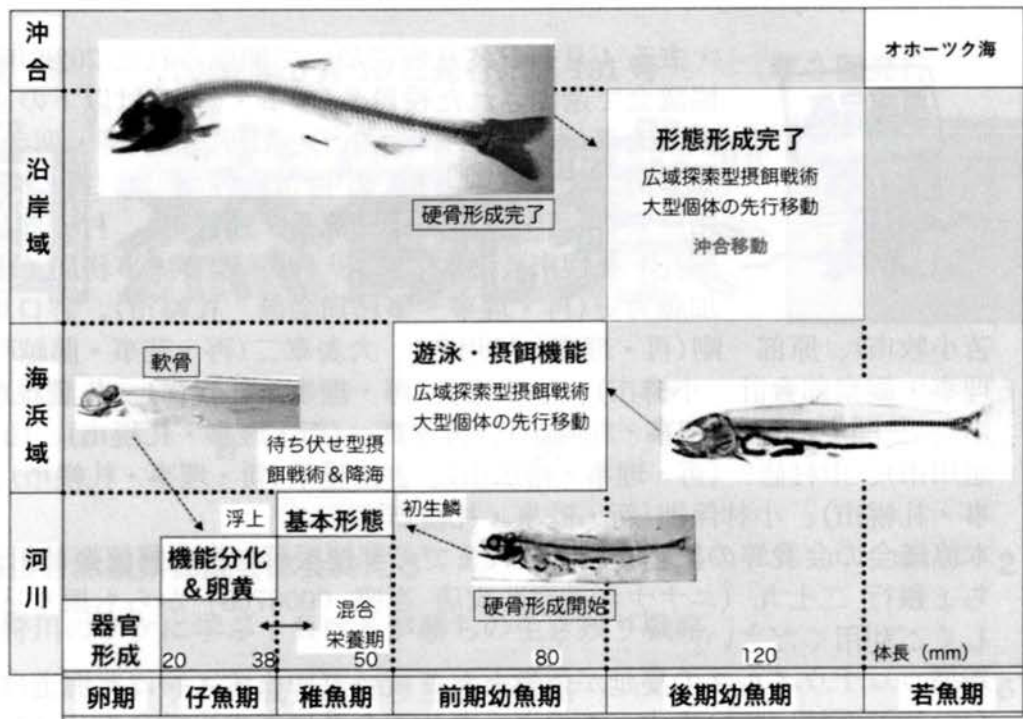 沖合
オホーツク海
沿岸域
形態形成完了
広域探索型摂餌戦術
大型個体の先行移動
沖合移動
硬骨形成完了
海浜域
軟骨
遊泳・摂餌機能
広域探索型摂餌戦術
大型個体の先行移動
待ち伏せ型摂
餌戦術＆降海
河川
浮上
基本形態
初生鱗
機能分化
＆卵黄
硬骨形成開始
混合
栄養期
器官
形成
20 38 50 80 120 体長（mm）
卵期 仔魚期 稚魚期 前期幼魚期 後期幼魚期 若魚期